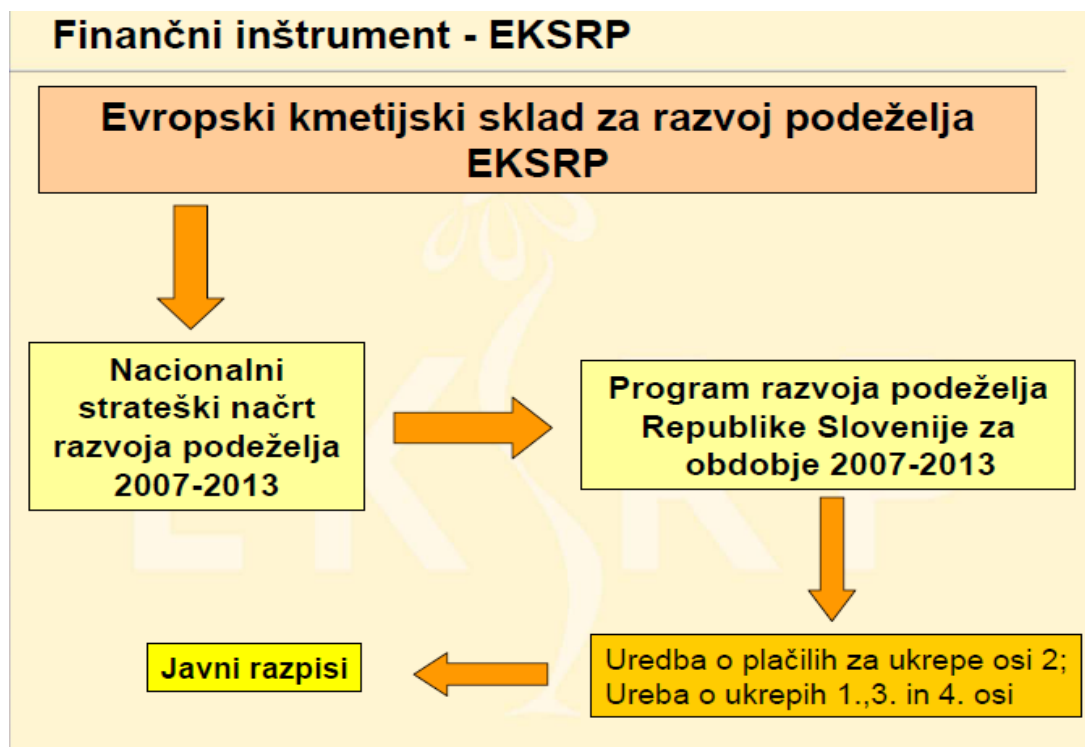 Finančni inštrument - EKSRP
Evropski kmetijski sklad za razvoj podeželja
EKSRP
Nacionalni
strateški načrt
razvoja podeželja
2007-2013
Program razvoja podeželja
Republike Slovenije za
obdobje 2007-2013
Javni razpisi
Uredba o plačilih za ukrepe osi 2;
Ureba o ukrepih 1.,3. in 4. osi
EKSRP